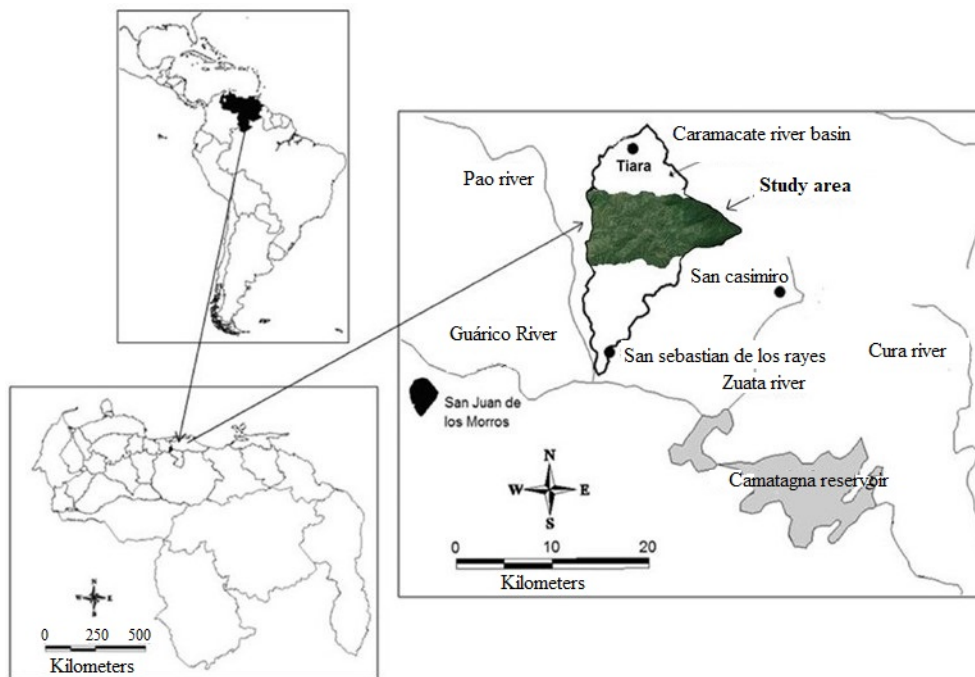 Caramacate river basin
Tiara
Pao river
Study area
San casimiro
Guárico River
San sebastian de los rayes
Cura river
Zuata river
San Juan de
los Morros
Camatagna reservoir
N
W E
S
0 10 20
Kilometers
N
W E
S
0 250 500
Kilometers